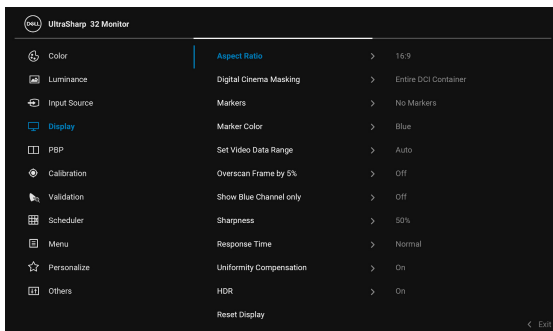 DELL UltraSharp 32 Monitor
Color Aspect Ratio > 16:9
Luminance Digital Cinema Masking > Entire DCI Container
Input Source Markers > No Markers
Display Marker Color > Blue
PBP Set Video Data Range > Auto
Calibration Overscan Frame by 5% > Off
Validation Show Blue Channel only > Off
Scheduler Sharpness > 50%
Menu Response Time > Normal
Personalize Uniformity Compensation > On
Others HDR > On
Reset Display
< Exit